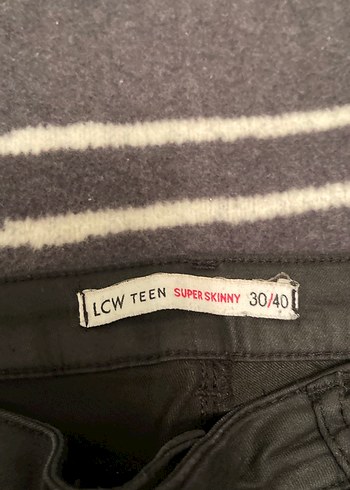 LCW TEEN SUPER SKINNY 30/40